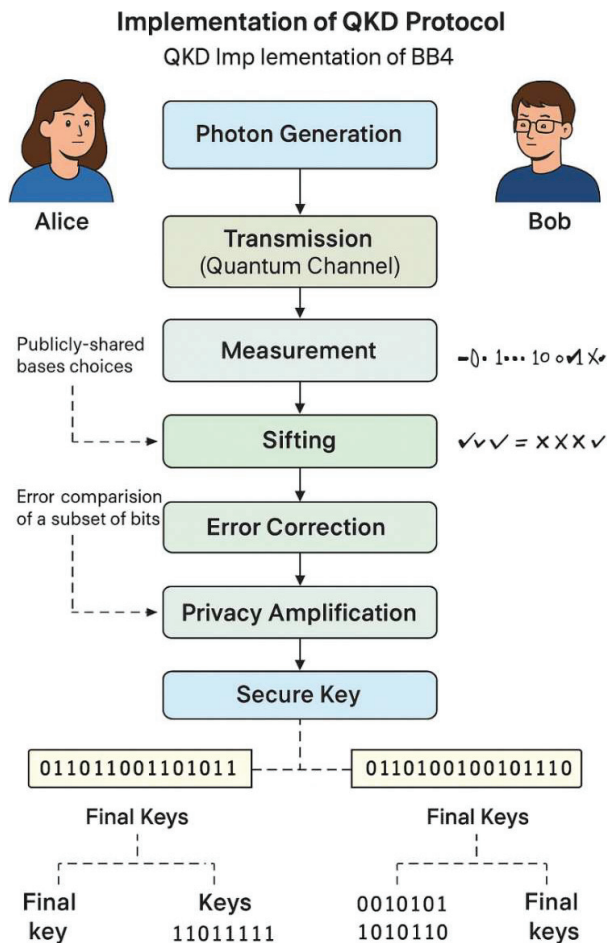 Implementation of QKD Protocol
QKD Imp lementation of BB4
Photon Generation
Alice
Bob
Transmission
(Quantum Channel)
Publicly-shared
bases choices
Measurement
Sifting
✓✓✓ = X X X ✓
Error comparision
of a subset of bits
Error Correction
Privacy Amplification
Secure Key
011011001101011
0110100100101110
Final Keys
Final Keys
Final
key
Keys
11011111
0010101
1010110
Final
keys